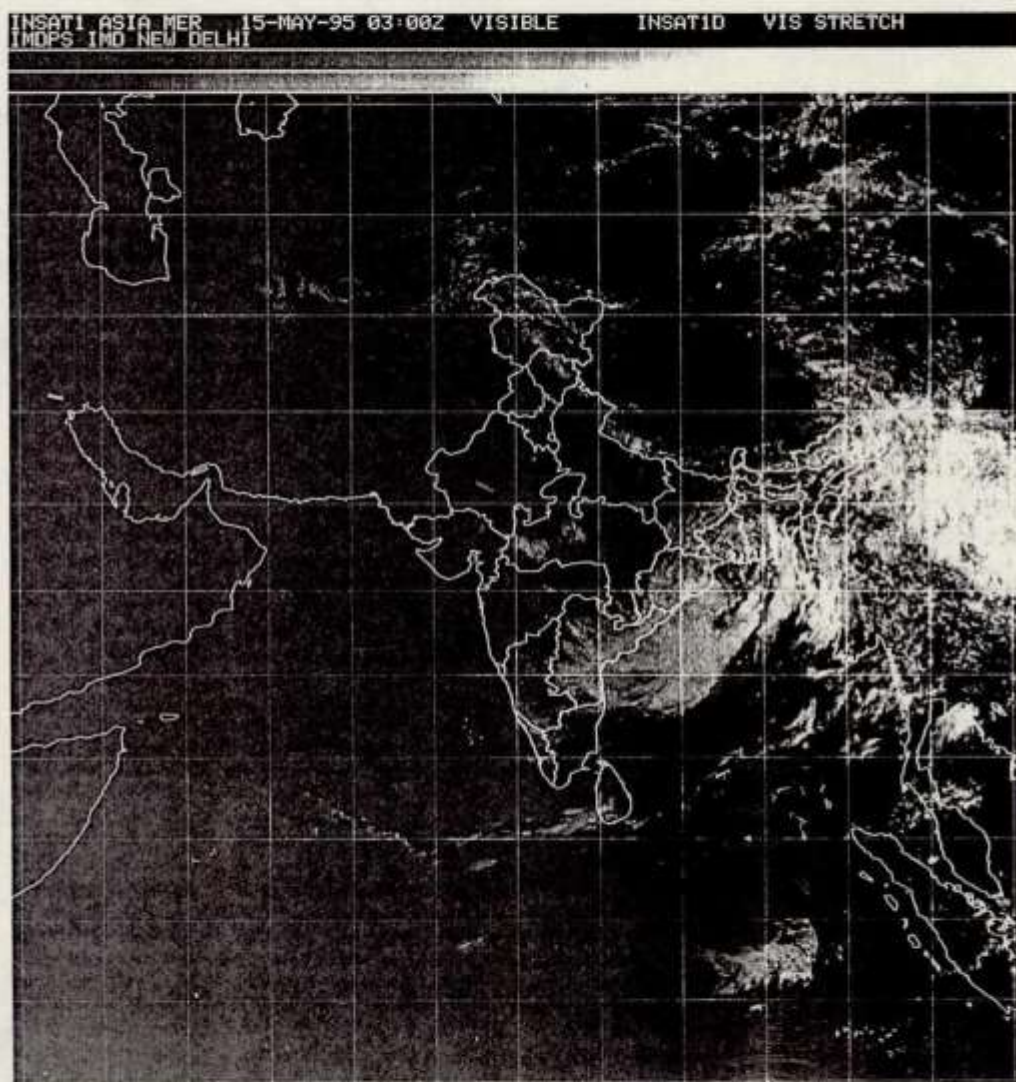 INSAT1 ASIA MER 15-MAY-95 03:00Z VISIBLE INSAT1D VIS STRETCH
IMDPS IMD NEW DELHI